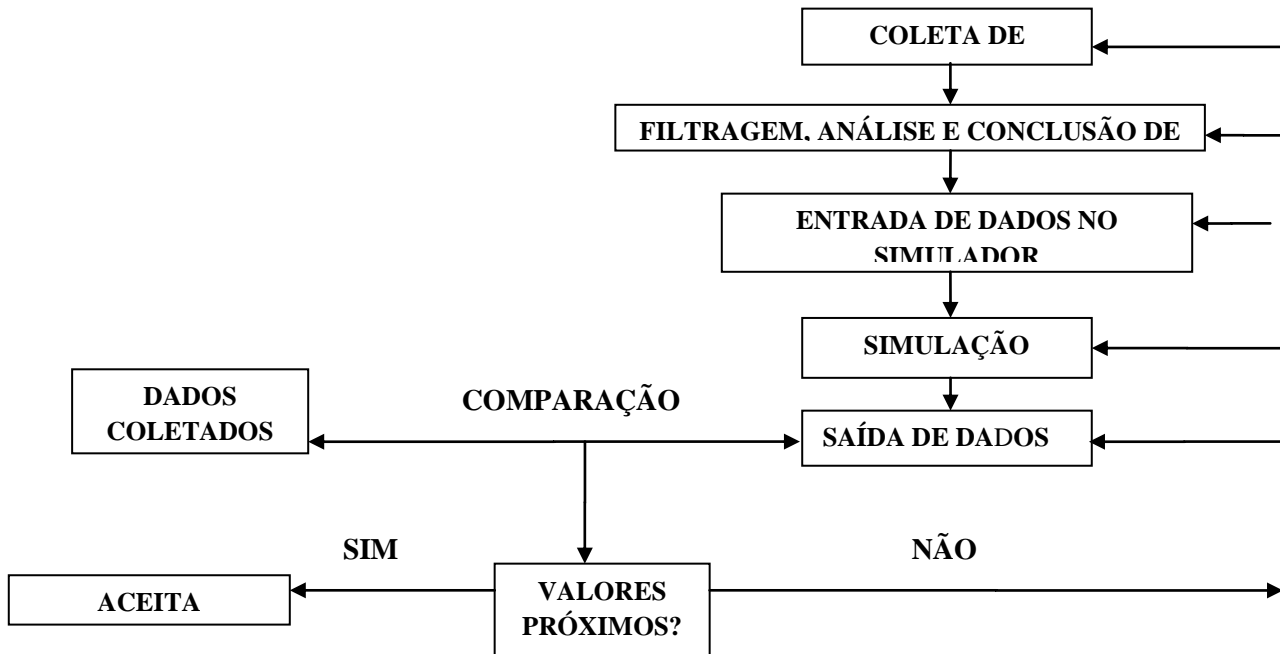 COLETA DE
FILTRAGEM, ANÁLISE E CONCLUSÃO DE
ENTRADA DE DADOS NO
SIMULADOR
SIMULAÇÃO
DADOS
COLETADOS
COMPARAÇÃO
SAÍDA DE DADOS
SIM
NÃO
ACEITA
VALORES
PRÓXIMOS?